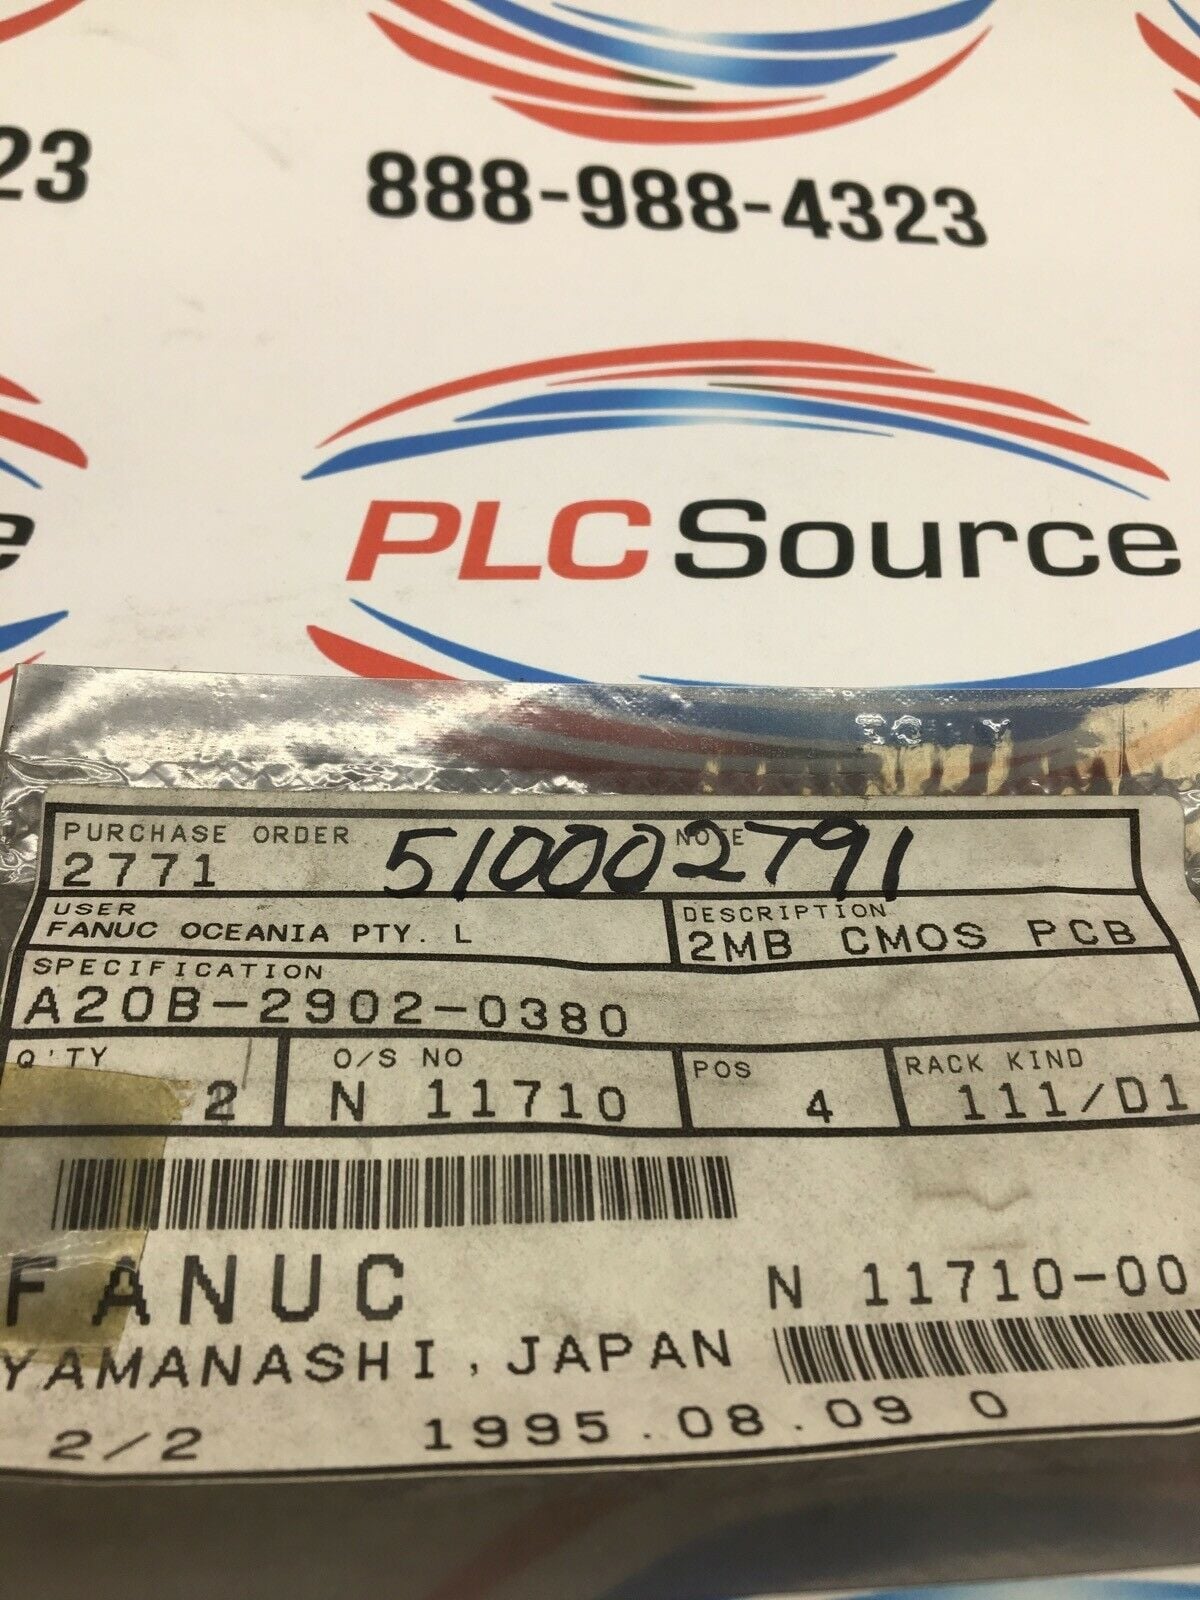 23
888-988-4323
e
PLC Source
PURCHASE ORDER
NOTE
2771
510002791
USER
FANUC OCEANIA PTY. L
DESCRIPTION
2MB CMOS PCB
SPECIFICATION
A20B-2902-0380
Q'TY
2
O/S NO
N 11710
POS
4
RACK KIND
111/D1
FANUC
N 11710-00
YAMANASHI, JAPAN
2/2
1995.08.09 0